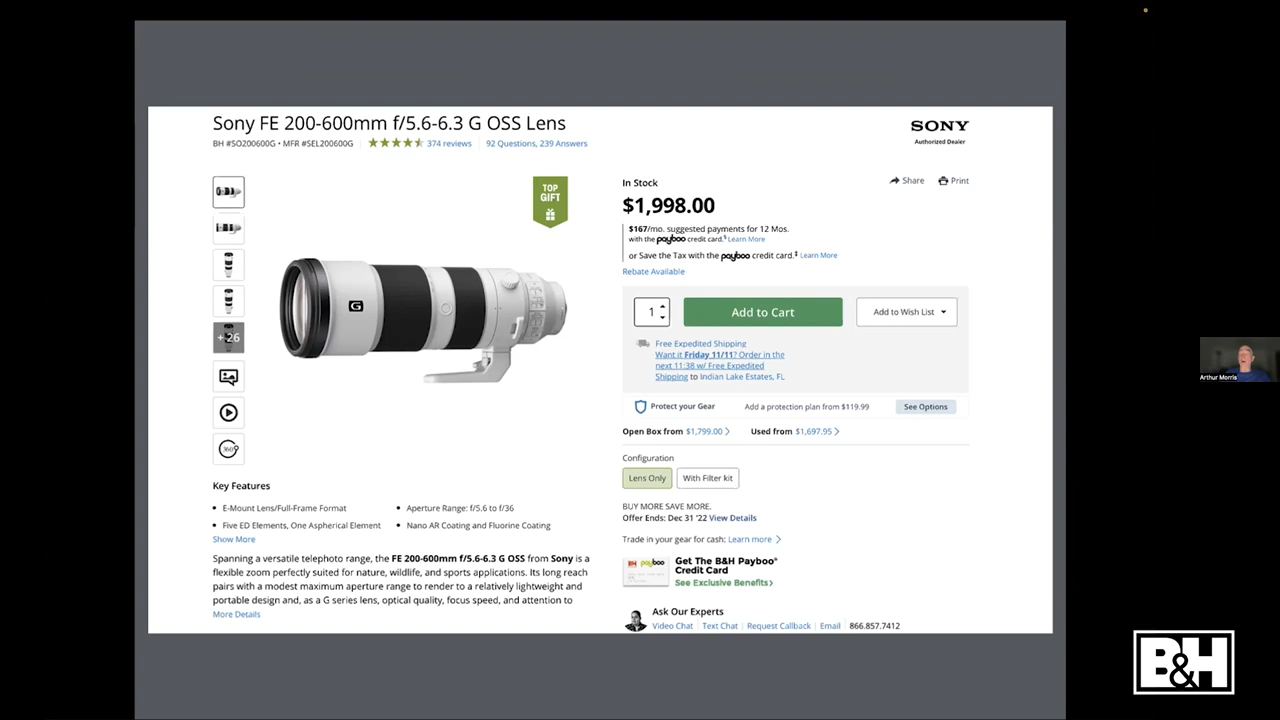 Sony FE 200-600mm f/5.6-6.3 G OSS Lens
BH #SO200600G • MFR #SEL200600G
374 reviews
92 Questions, 239 Answers
SONY
Authorized Dealer
TOP
GIFT
G
+ 26
360°
In Stock
Share
Print
$1,998.00
$167/mo. suggested payments for 12 Mos.
with the payboo credit card.§ Learn More
or Save the Tax with the payboo credit card.‡ Learn More
Rebate Available
1
Add to Cart
Add to Wish List
Free Expedited Shipping
Want it Friday 11/11? Order in the
next 11:38 w/ Free Expedited
Shipping to Indian Lake Estates, FL
Protect your Gear
Add a protection plan from $119.99
See Options
Open Box from $1,799.00
Used from $1,697.95
Configuration
Lens Only
With Filter kit
BUY MORE SAVE MORE.
Offer Ends: Dec 31 '22 View Details
Trade in your gear for cash: Learn more
BH payboo
Get The B&H Payboo®
Credit Card
See Exclusive Benefits
Ask Our Experts
Video Chat
Text Chat
Request Callback
Email
866.857.7412
Key Features
• E-Mount Lens/Full-Frame Format
• Aperture Range: f/5.6 to f/36
• Five ED Elements, One Aspherical Element
• Nano AR Coating and Fluorine Coating
Show More
Spanning a versatile telephoto range, the FE 200-600mm f/5.6-6.3 G OSS from Sony is a
flexible zoom perfectly suited for nature, wildlife, and sports applications. Its long reach
pairs with a modest maximum aperture range to render to a relatively lightweight and
portable design and, as a G series lens, optical quality, focus speed, and attention to
More Details
Arthur Morris
B&H